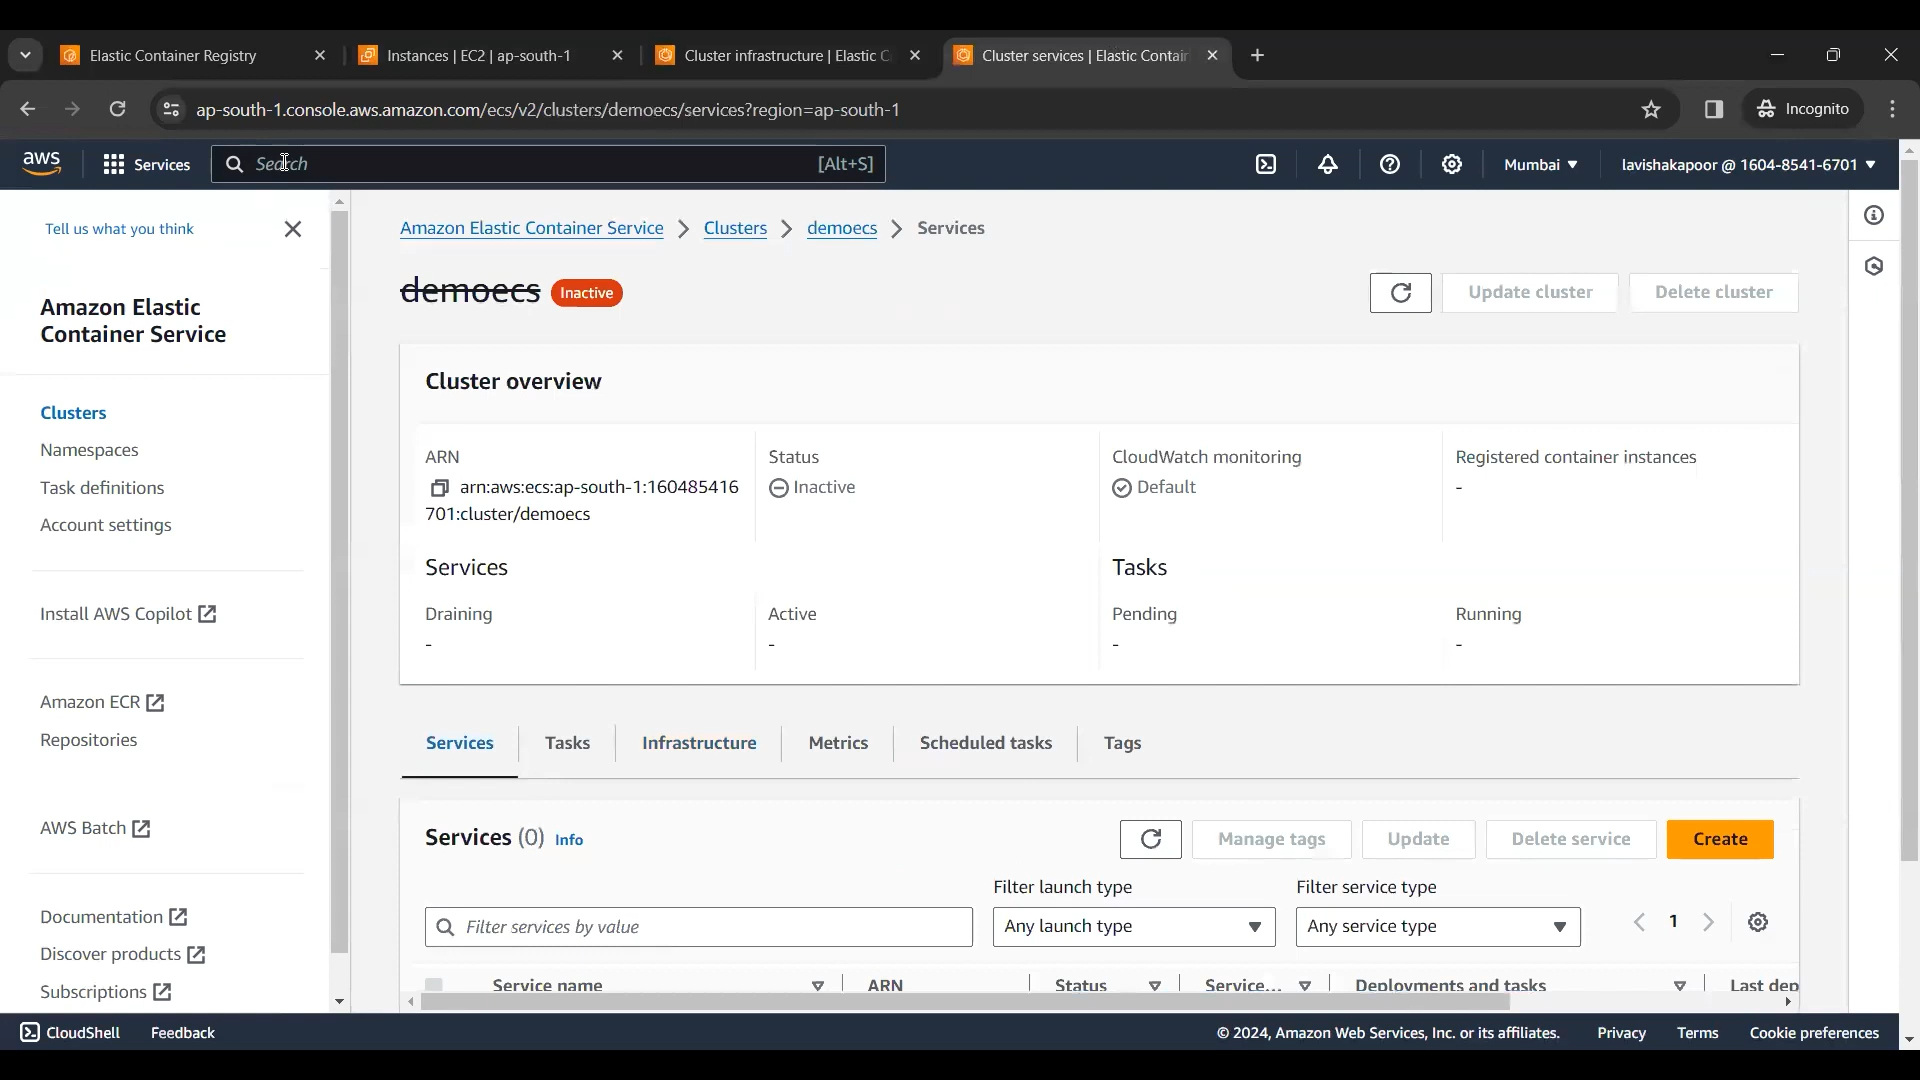 Elastic Container Registry
Instances | EC2 | ap-south-1
Cluster infrastructure | Elastic C
Cluster services | Elastic Contain
ap-south-1.console.aws.amazon.com/ecs/v2/clusters/demoecs/services?region=ap-south-1
Incognito
aws
Services
Search
[Alt+S]
Mumbai
lavishakapoor @ 1604-8541-6701
Tell us what you think
Amazon Elastic
Container Service
Clusters
Namespaces
Task definitions
Account settings
Install AWS Copilot
Amazon ECR
Repositories
AWS Batch
Documentation
Discover products
Subscriptions
Amazon Elastic Container Service
Clusters
demoecs
Services
demoecs
Inactive
Update cluster
Delete cluster
Cluster overview
ARN
arn:aws:ecs:ap-south-1:160485416
701:cluster/demoecs
Status
Inactive
CloudWatch monitoring
Default
Registered container instances
-
Services
Draining
-
Active
-
Tasks
Pending
-
Running
-
Services
Tasks
Infrastructure
Metrics
Scheduled tasks
Tags
Services (0)
Info
Manage tags
Update
Delete service
Create
Filter launch type
Filter service type
Filter services by value
Any launch type
Any service type
1
Service name
ARN
Status
Service...
Deployments and tasks
Last dep
CloudShell
Feedback
© 2024, Amazon Web Services, Inc. or its affiliates.
Privacy
Terms
Cookie preferences